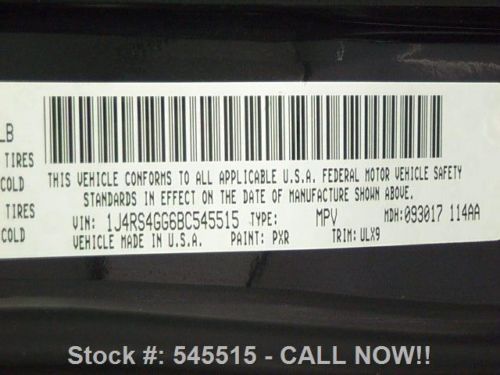 LB
TIRES
COLD
THIS VEHICLE CONFORMS TO ALL APPLICABLE U.S.A. FEDERAL MOTOR VEHICLE SAFETY
STANDARDS IN EFFECT ON THE DATE OF MANUFACTURE SHOWN ABOVE.
TIRES
COLD
VIN: 1J4RS4GG6BC545515 TYPE: MPV MDH:093017 114AA
VEHICLE MADE IN U.S.A. PAINT: PXR TRIM: ULX9
Stock #: 545515 - CALL NOW!!